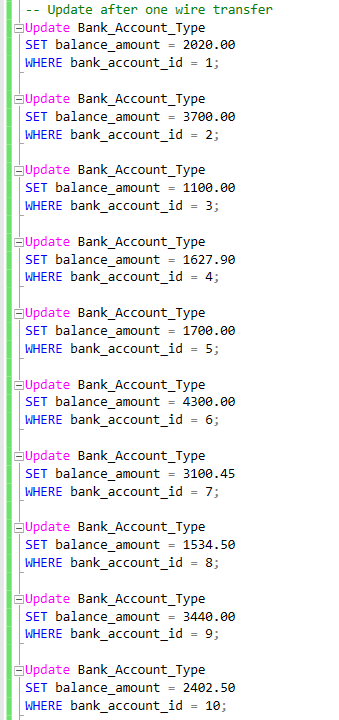 -- Update after one wire transfer
Update Bank_Account_Type
SET balance_amount = 2020.00
WHERE bank_account_id = 1;
Update Bank_Account_Type
SET balance_amount = 3700.00
WHERE bank_account_id = 2;
Update Bank_Account_Type
SET balance_amount = 1100.00
WHERE bank_account_id = 3;
Update Bank_Account_Type
SET balance_amount = 1627.90
WHERE bank_account_id = 4;
Update Bank_Account_Type
SET balance_amount = 1700.00
WHERE bank_account_id = 5;
Update Bank_Account_Type
SET balance_amount = 4300.00
WHERE bank_account_id = 6;
Update Bank_Account_Type
SET balance_amount = 3100.45
WHERE bank_account_id = 7;
Update Bank_Account_Type
SET balance_amount = 1534.50
WHERE bank_account_id = 8;
Update Bank_Account_Type
SET balance_amount = 3440.00
WHERE bank_account_id = 9;
Update Bank_Account_Type
SET balance_amount = 2402.50
WHERE bank_account_id = 10;